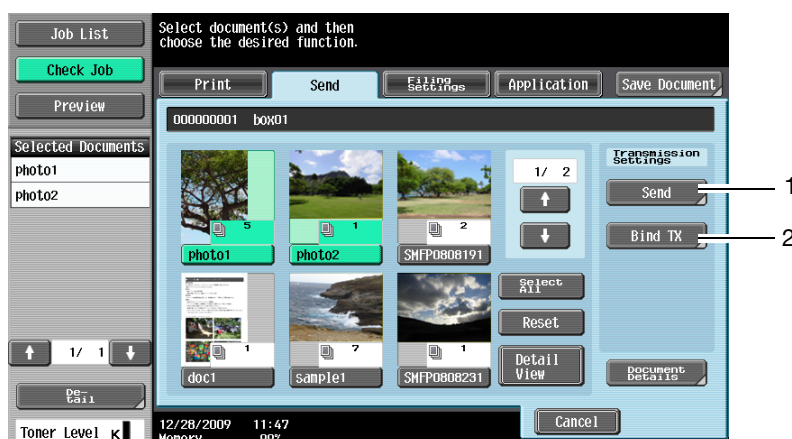 Job List
Select document(s) and then
choose the desired function.
Check Job
Preview
Print
Send
Filing
Settings
Application
Save Document
000000001 box01
Selected Documents
photo1
photo2
5
photo1
1
photo2
2
SMFP0808191
1/ 2
Transmission
Settings
Send
1
Bind TX
2
1
doc1
7
sample1
1
SMFP0808231
Select
All
Reset
Detail
View
Document
Details
1/ 1
De-
tail
Toner Level K
12/28/2009 11:47
Memory 99%
Cancel